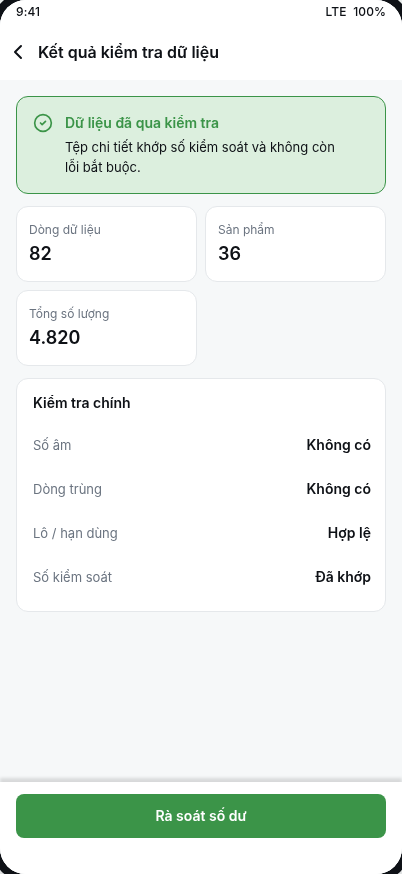 9:41
LTE 100%
Kết quả kiểm tra dữ liệu
Dữ liệu đã qua kiểm tra
Tệp chi tiết khớp số kiểm soát và không còn
lỗi bắt buộc.
Dòng dữ liệu
82
Sản phẩm
36
Tổng số lượng
4.820
Kiểm tra chính
Số âm
Không có
Dòng trùng
Không có
Lô / hạn dùng
Hợp lệ
Số kiểm soát
Đã khớp
Rà soát số dư